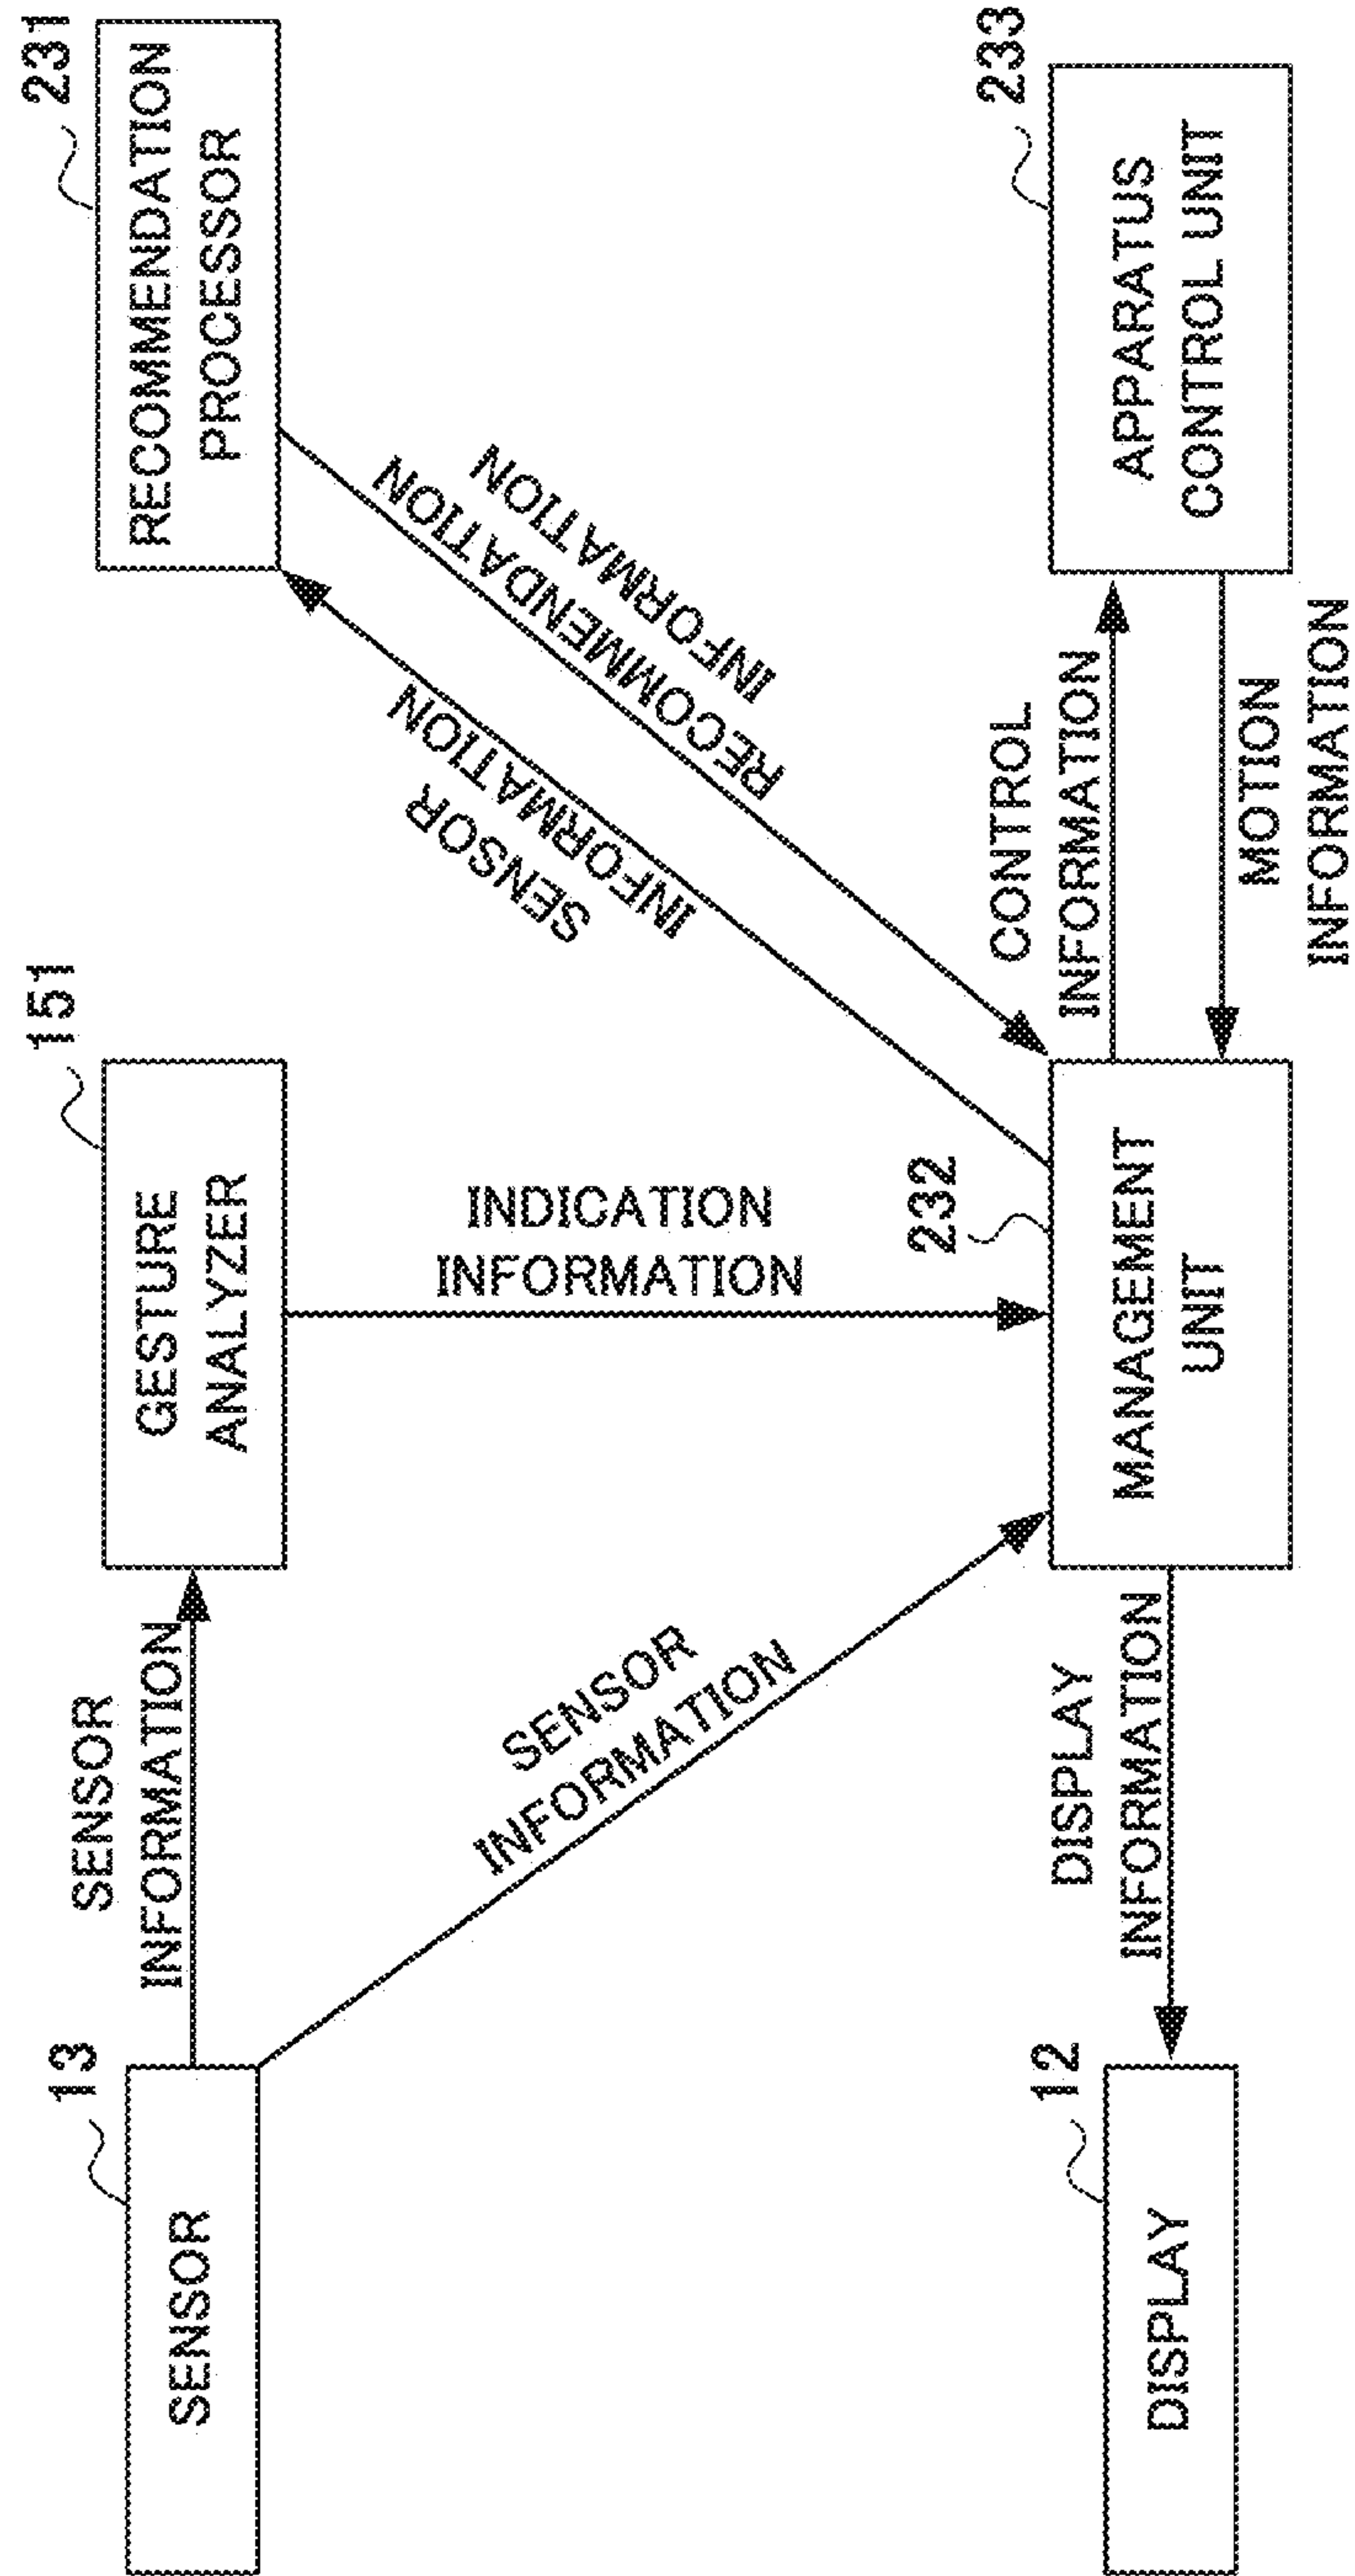 13
SENSOR
SENSOR
INFORMATION
151
GESTURE
ANALYZER
231
RECOMMENDATION
PROCESSOR
SENSOR
INFORMATION
INDICATION
INFORMATION
SENSOR
INFORMATION
RECOMMENDATION
INFORMATION
12
DISPLAY
DISPLAY
INFORMATION
232
MANAGEMENT
UNIT
CONTROL
INFORMATION
MOTION
INFORMATION
233
APPARATUS
CONTROL UNIT